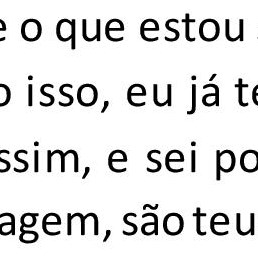 e o que estou
o isso, eu já te
ssim, e sei po
agem, são teu